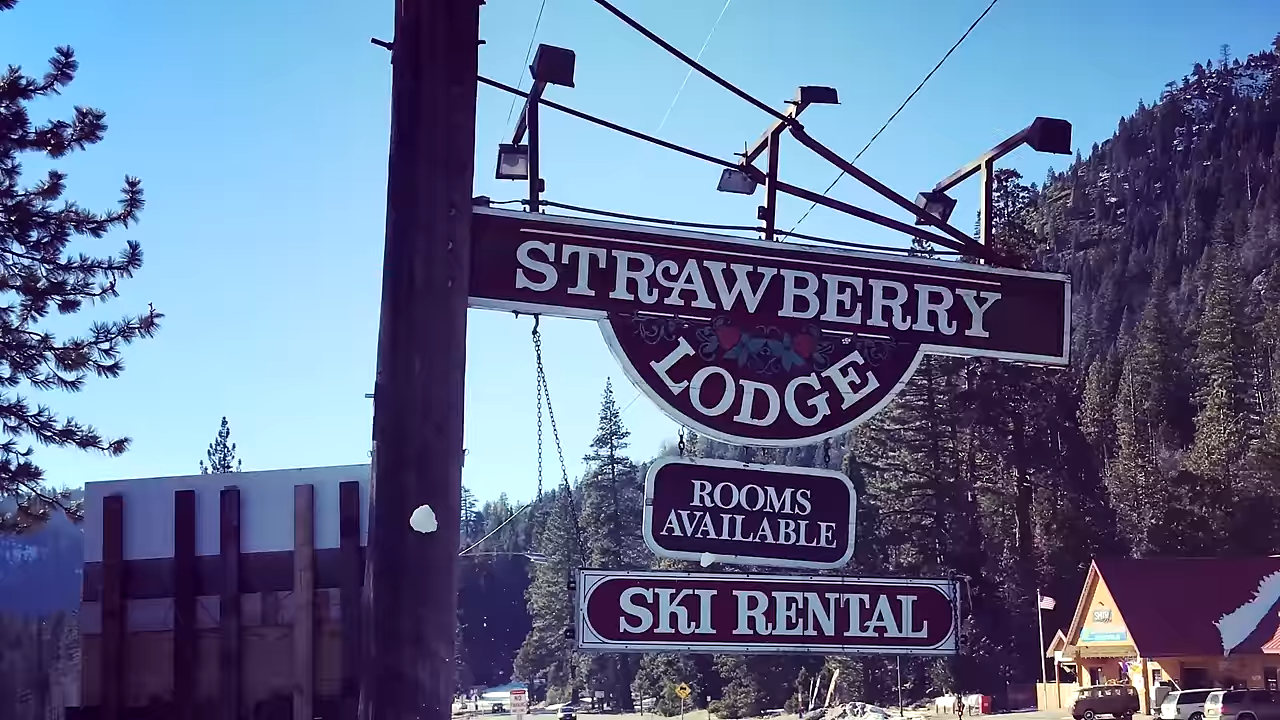 STRAWBERRY
LODGE
ROOMS
AVAILABLE
SKI RENTAL